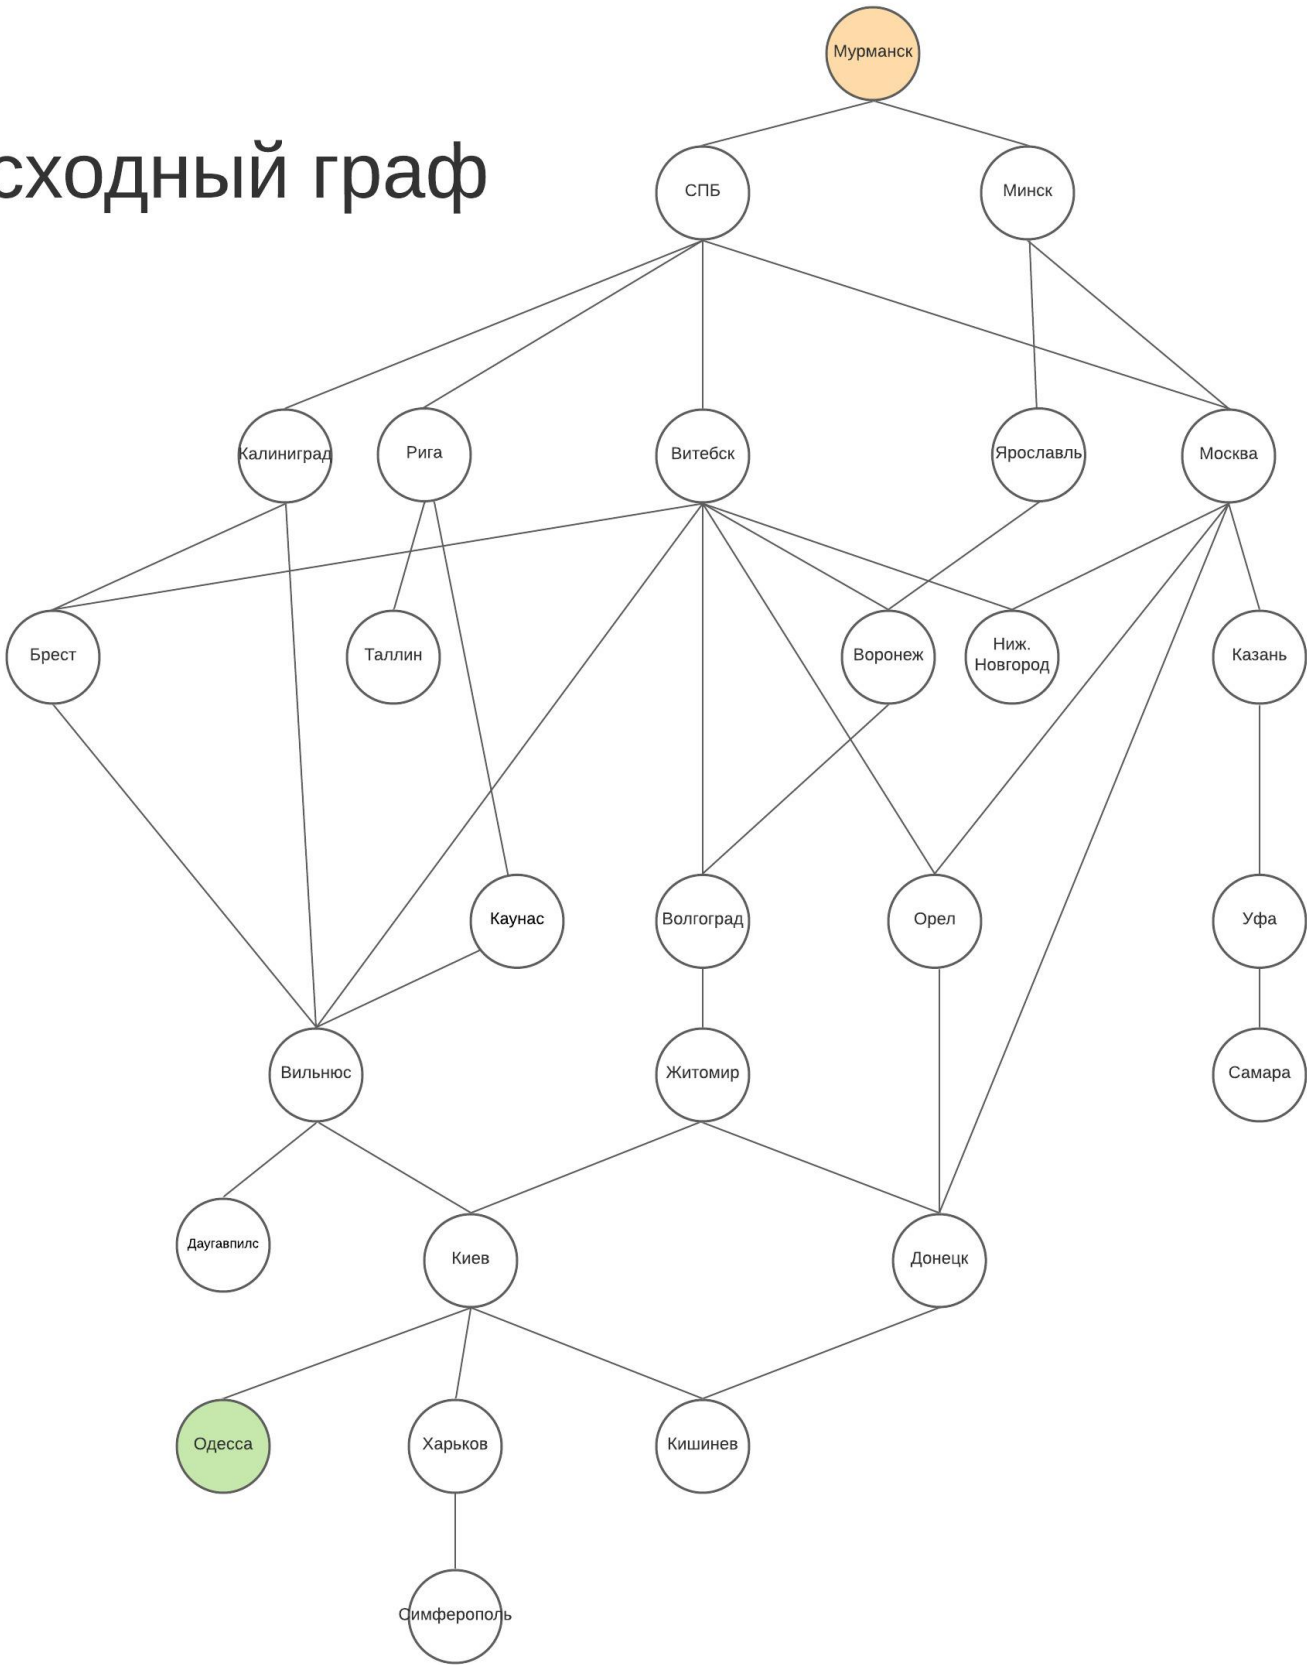 Мурманск
сходный граф
СПБ
Минск
Калиниград
Рига
Витебск
Ярославль
Москва
Брест
Таллин
Воронеж
Ниж.
Новгород
Казань
Каунас
Волгоград
Орел
Уфа
Вильнюс
Житомир
Самара
Даугавпилс
Киев
Донецк
Одесса
Харьков
Кишинев
Симферополь